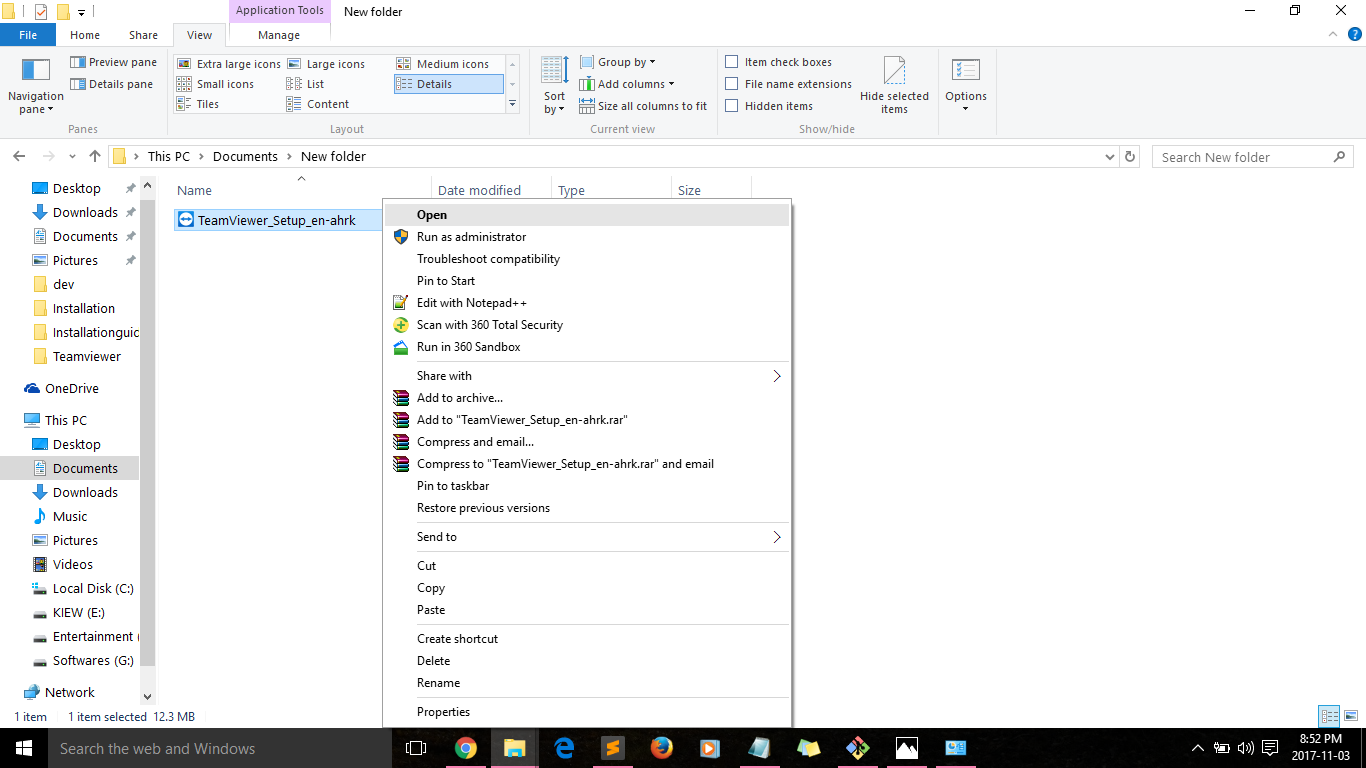 Application Tools New folder
File Home Share View Manage
Navigation pane
Preview pane
Details pane
Panes
Extra large icons Large icons Medium icons
Small icons List Details
Tiles Content
Layout
Sort by
Group by
Add columns
Size all columns to fit
Current view
Item check boxes
File name extensions
Hidden items
Hide selected items
Show/hide
Options
This PC Documents New folder
Search New folder
Desktop
Downloads
Documents
Pictures
dev
Installation
Installationguid
Teamviewer
OneDrive
This PC
Desktop
Documents
Downloads
Music
Pictures
Videos
Local Disk (C:)
KIEW (E:)
Entertainment (
Softwares (G:)
Network
Name Date modified Type Size
TeamViewer_Setup_en-ahrk
Open
Run as administrator
Troubleshoot compatibility
Pin to Start
Edit with Notepad++
Scan with 360 Total Security
Run in 360 Sandbox
Share with
Add to archive...
Add to "TeamViewer_Setup_en-ahrk.rar"
Compress and email...
Compress to "TeamViewer_Setup_en-ahrk.rar" and email
Pin to taskbar
Restore previous versions
Send to
Cut
Copy
Paste
Create shortcut
Delete
Rename
Properties
1 item 1 item selected 12.3 MB
Search the web and Windows
8:52 PM
2017-11-03